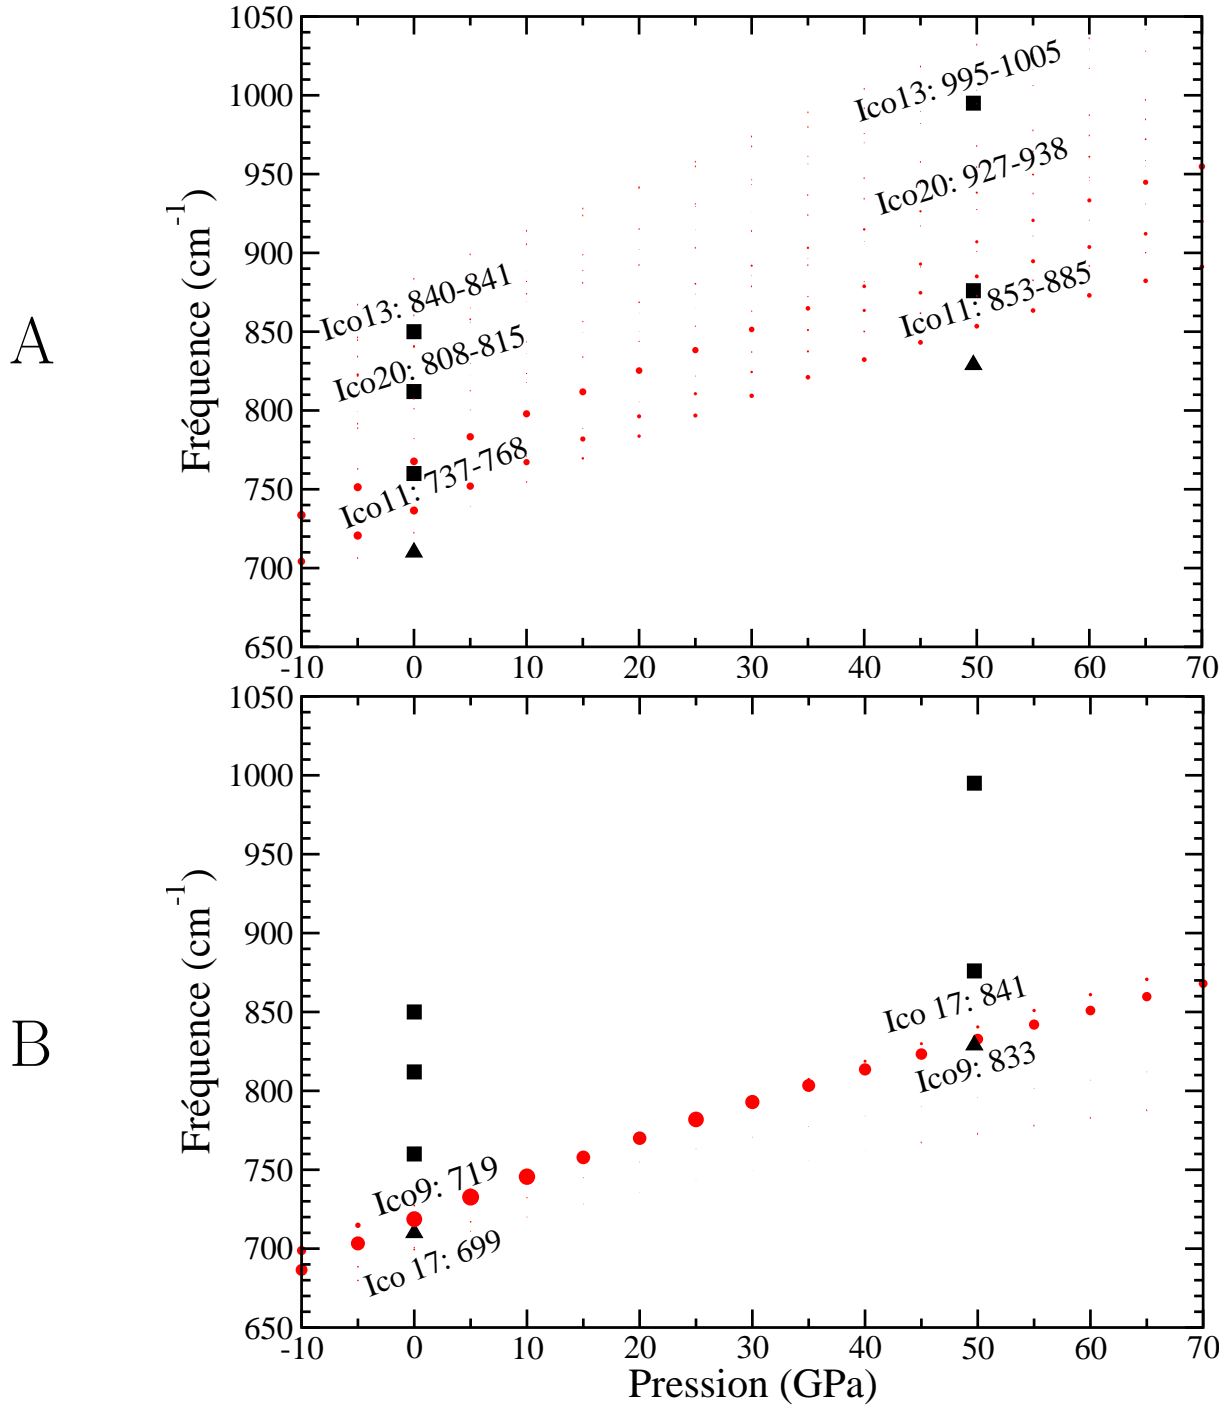 A
Fréquence (cm-1)
1050
1000
950
900
850
800
750
700
650
-10 0 10 20 30 40 50 60 70
Ico13: 995-1005
Ico20: 927-938
Ico11: 853-885
Ico13: 840-841
Ico20: 808-815
Ico11: 737-768
B
Fréquence (cm-1)
1050
1000
950
900
850
800
750
700
650
-10 0 10 20 30 40 50 60 70
Ico 17: 841
Ico9: 833
Ico9: 719
Ico 17: 699
Pression (GPa)